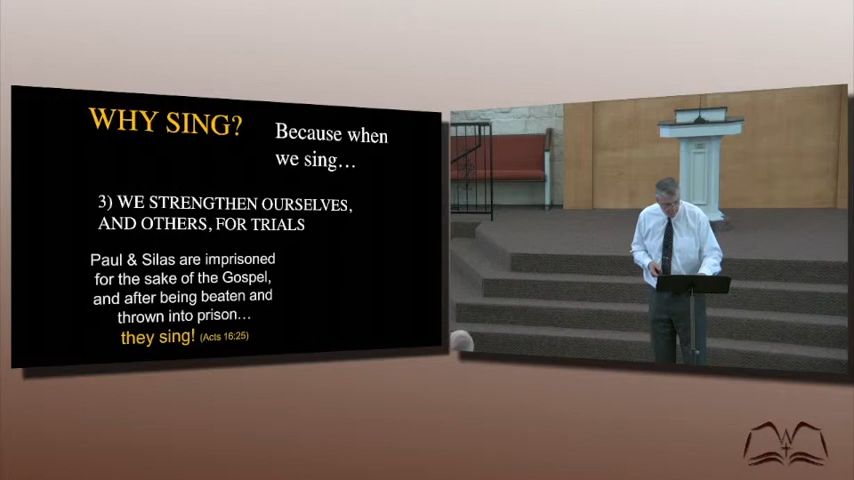 WHY SING?
Because when
we sing...
3) WE STRENGTHEN OURSELVES,
AND OTHERS, FOR TRIALS
Paul & Silas are imprisoned
for the sake of the Gospel,
and after being beaten and
thrown into prison...
they sing! (Acts 16:25)